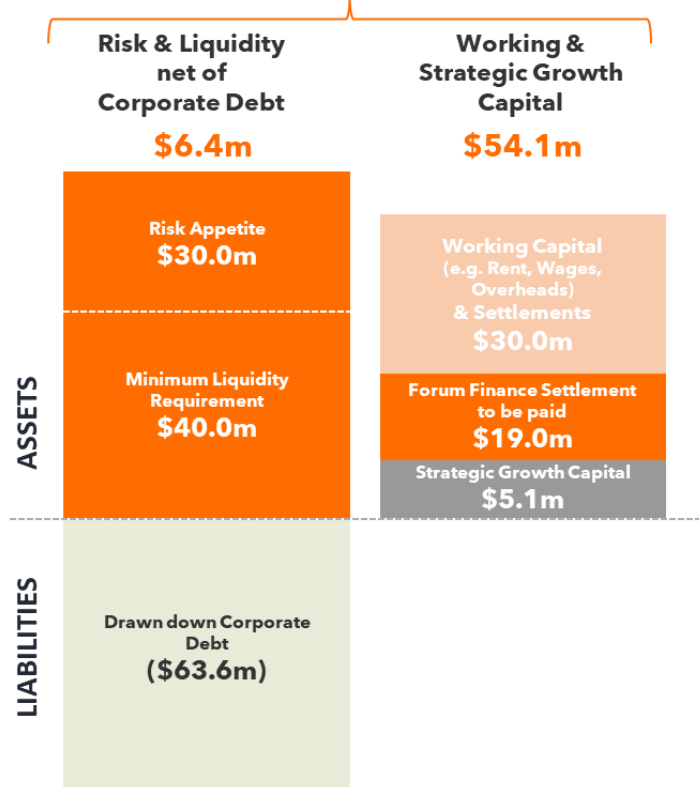 Risk & Liquidity
net of
Corporate Debt
$6.4m
Working &
Strategic Growth
Capital
$54.1m
ASSETS
Risk Appetite
$30.0m
Minimum Liquidity
Requirement
$40.0m
Working Capital
(e.g. Rent, Wages,
Overheads)
& Settlements
$30.0m
Forum Finance Settlement
to be paid
$19.0m
Strategic Growth Capital
$5.1m
LIABILITIES
Drawn down Corporate
Debt
($63.6m)